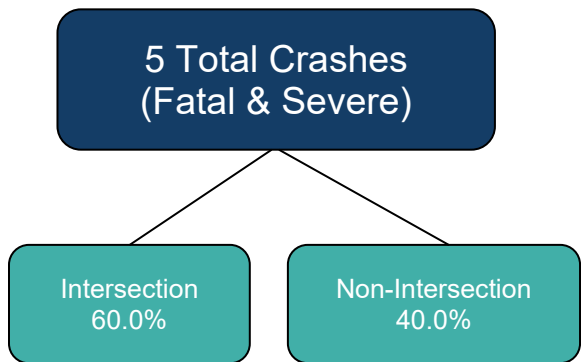 5 Total Crashes
(Fatal & Severe)
Intersection
60.0%
Non-Intersection
40.0%